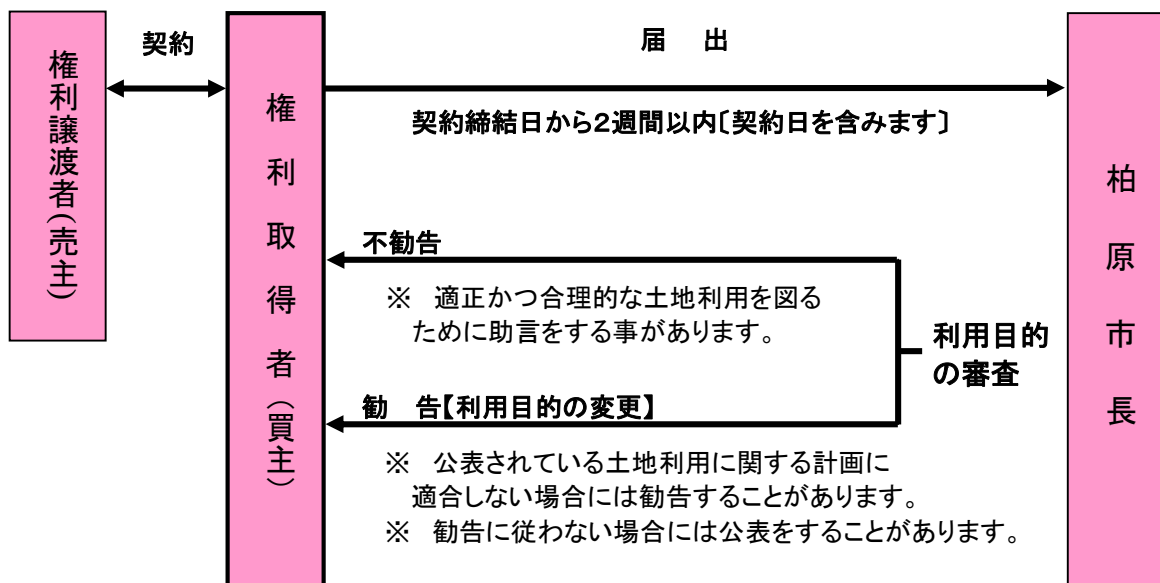 権利譲渡者(売主)
契約
権利取得者(買主)
届 出
契約締結日から2週間以内〔契約日を含みます〕
柏原市長
不勧告
※ 適正かつ合理的な土地利用を図る
ために助言をする事があります。
利用目的
の審査
勧 告【利用目的の変更】
※ 公表されている土地利用に関する計画に
適合しない場合には勧告することがあります。
※ 勧告に従わない場合には公表をすることがあります。